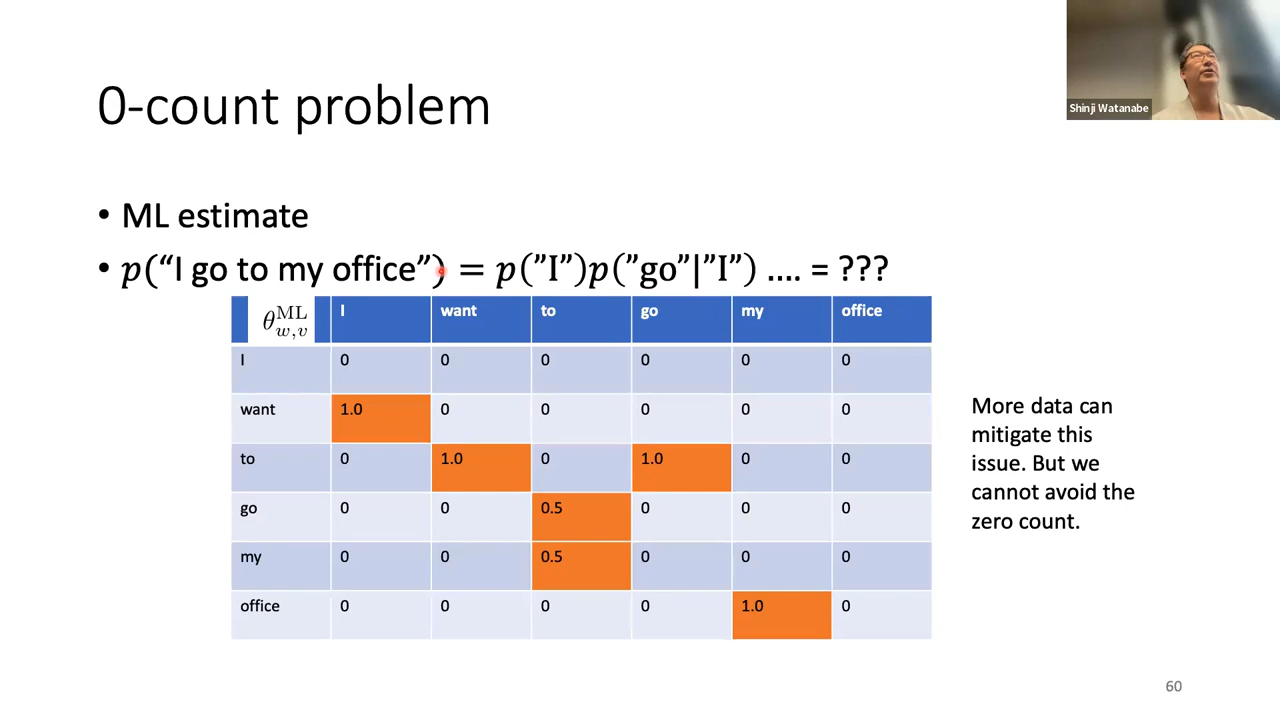 Shinji Watanabe
0-count problem
• ML estimate
• p(“I go to my office”) = p(”I”)p(”go”|”I”) .... = ???
θ^ML_w,v I want to go my office
I 0 0 0 0 0 0
want 1.0 0 0 0 0 0
to 0 1.0 0 1.0 0 0
go 0 0 0.5 0 0 0
my 0 0 0.5 0 0 0
office 0 0 0 0 1.0 0
More data can
mitigate this
issue. But we
cannot avoid the
zero count.
60